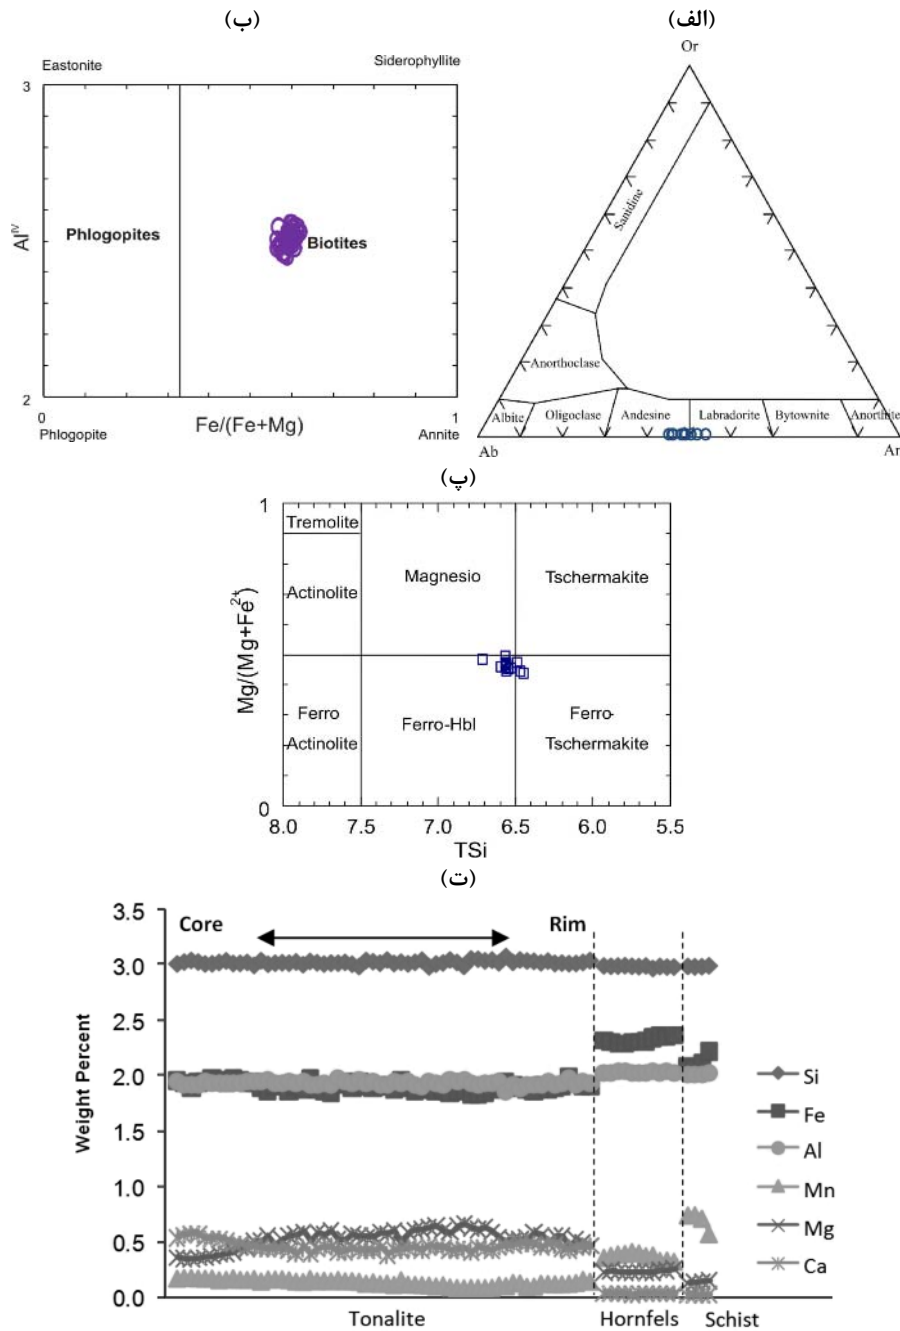 (ب)
(الف)
Eastonite
Siderophyllite
3
Al^IV
Phlogopites
Biotites
2
0
Fe/(Fe+Mg)
1
Phlogopite
Annite
Or
Sanidine
Anorthoclase
Albite
Oligoclase
Andesine
Labradorite
Bytownite
Anorthite
Ab
An
(پ)
1
Tremolite
Magnesio
Tschermakite
Actinolite
Mg/(Mg+Fe2+)
Ferro
Actinolite
Ferro-Hbl
Ferro-
Tschermakite
0
8.0 7.5 7.0 6.5 6.0 5.5
TSi
(ت)
3.5
3.0
2.5
2.0
1.5
1.0
0.5
0.0
Weight Percent
Core
Rim
Si
Fe
Al
Mn
Mg
Ca
Tonalite
Hornfels
Schist